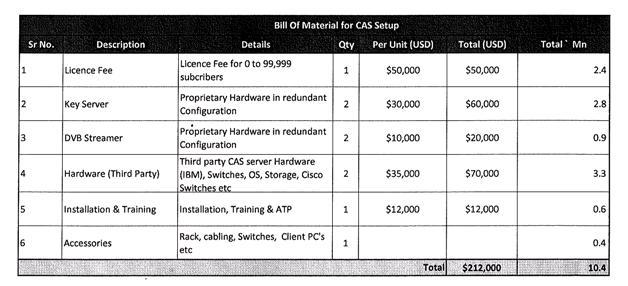 Bill Of Material for CAS Setup
Sr No. Description Details Qty Per Unit (USD) Total (USD) Total ` Mn
1 Licence Fee Licence Fee for 0 to 99,999 subcribers 1 $50,000 $50,000 2.4
2 Key Server Proprietary Hardware in redundant Configuration 2 $30,000 $60,000 2.8
3 DVB Streamer Proprietary Hardware in redundant Configuration 2 $10,000 $20,000 0.9
4 Hardware (Third Party) Third party CAS server Hardware (IBM), Switches, OS, Storage, Cisco Switches etc 2 $35,000 $70,000 3.3
5 Installation & Training Installation, Training & ATP 1 $12,000 $12,000 0.6
6 Accessories Rack, cabling, Switches, Client PC's etc 1 0.4
Total $212,000 10.4